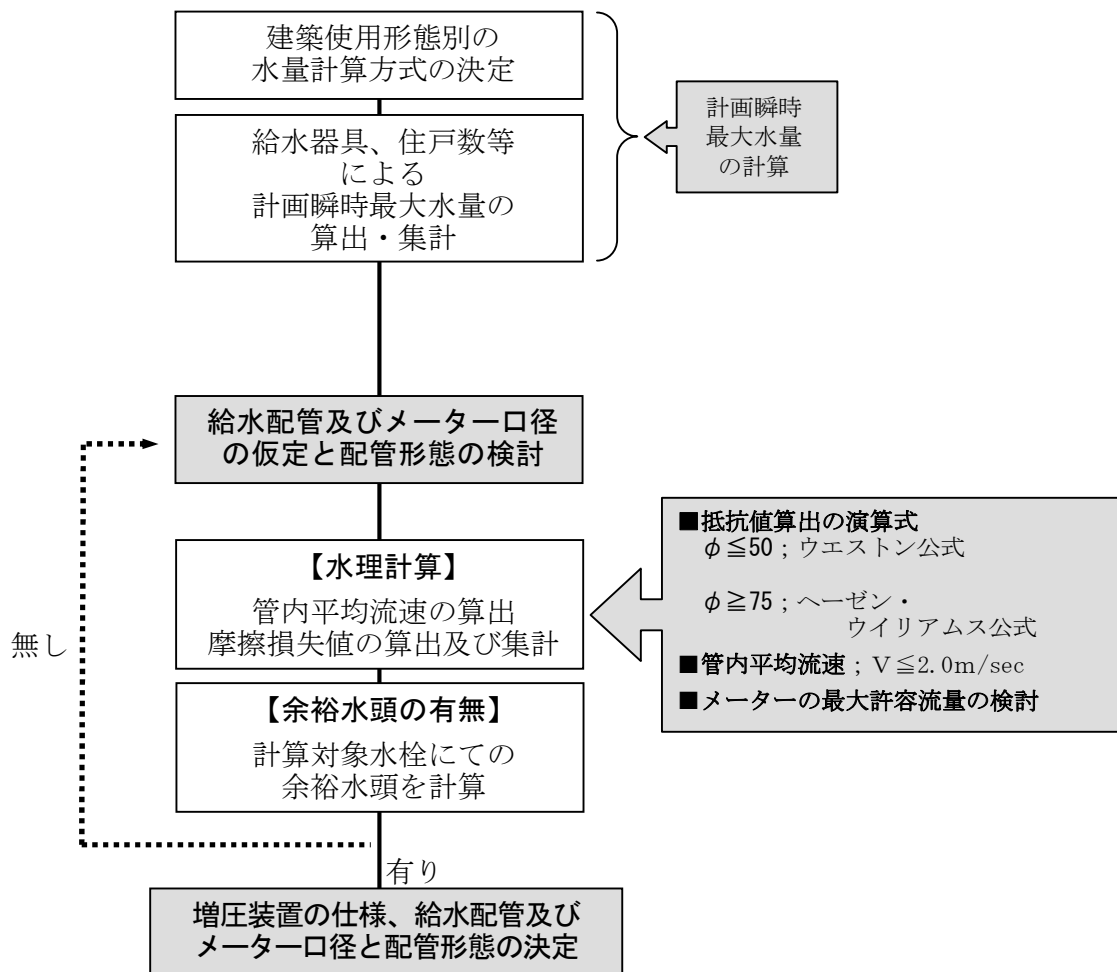 建築使用形態別の
水量計算方式の決定
給水器具、住戸数等
による
計画瞬時最大水量の
算出・集計
計画瞬時
最大水量
の計算
給水配管及びメーター口径
の仮定と配管形態の検討
【水理計算】
管内平均流速の算出
摩擦損失値の算出及び集計
■抵抗値算出の演算式
φ≦50；ウエストン公式
φ≧75；ヘーゼン・
ウイリアムス公式
■管内平均流速；Ｖ≦2.0m/sec
■メーターの最大許容流量の検討
無し
【余裕水頭の有無】
計算対象水栓にての
余裕水頭を計算
有り
増圧装置の仕様、給水配管及び
メーター口径と配管形態の決定